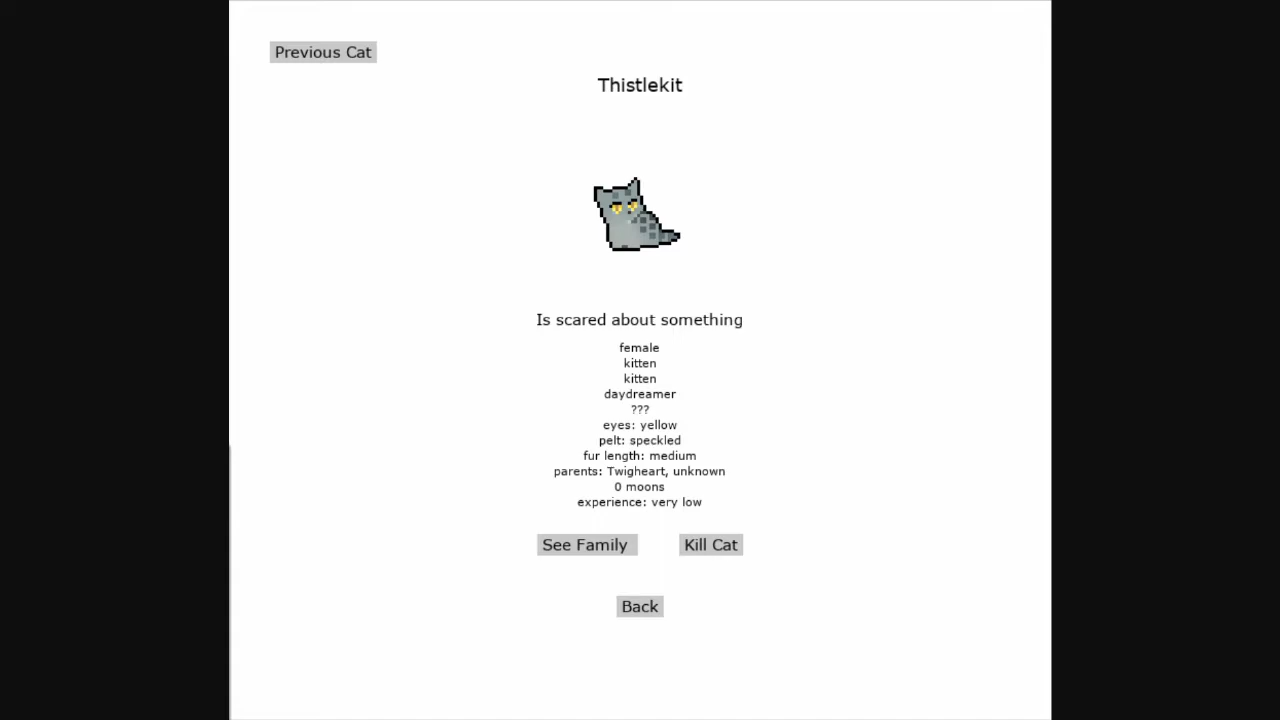 Previous Cat
Thistlekit
Is scared about something
female
kitten
kitten
daydreamer
???
eyes: yellow
pelt: speckled
fur length: medium
parents: Twigheart, unknown
0 moons
experience: very low
See Family
Kill Cat
Back